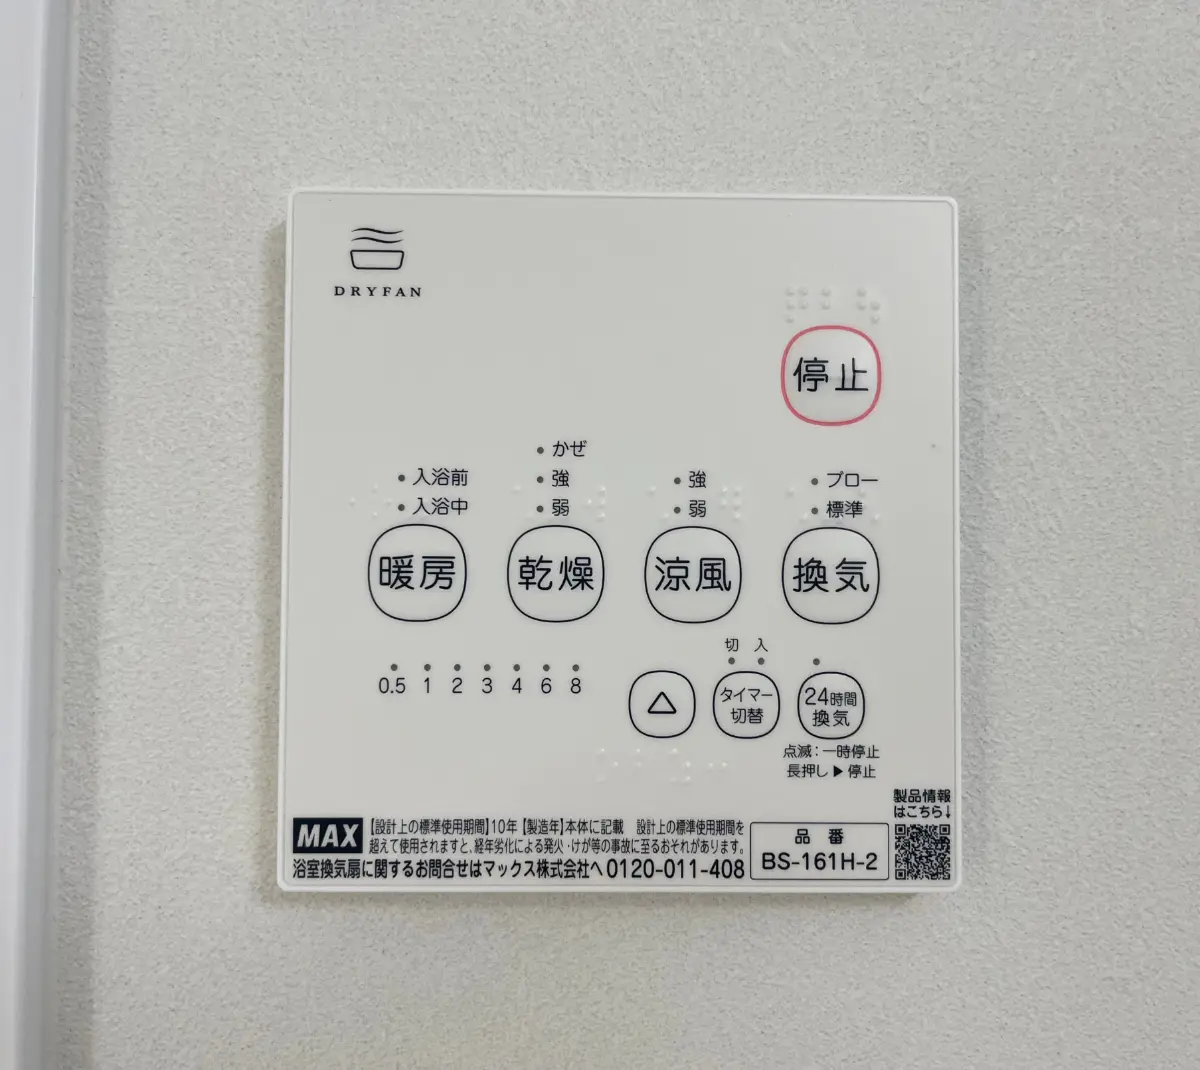 DRYFAN
停止
かぜ
入浴前 強 強 ブロー
入浴中 弱 弱 標準
暖房 乾燥 涼風 換気
切 入
0.5 1 2 3 4 6 8
△ タイマー切替 24時間換気
点滅:一時停止
長押し▶停止
製品情報
はこちら↓
MAX
【設計上の標準使用期間】10年【製造年】本体に記載 設計上の標準使用期間を
超えて使用されますと、経年劣化による発火・けが等の事故に至るおそれがあります。
浴室換気扇に関するお問合せはマックス株式会社へ 0120-011-408
品番
BS-161H-2